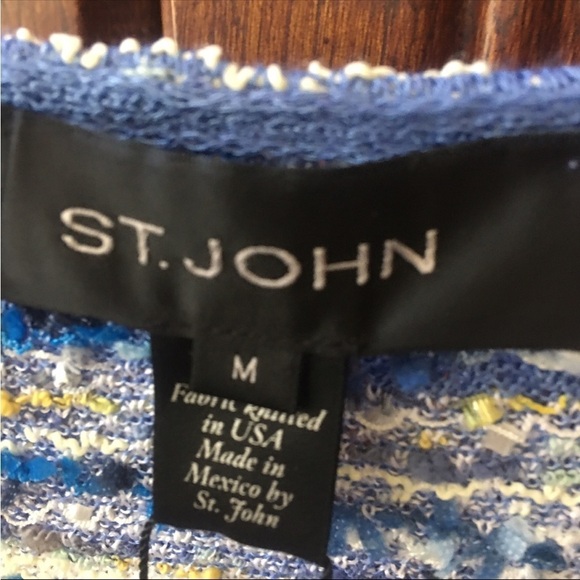 ST. JOHN
M
Fabric Knitted
in USA
Made in
Mexico by
St. John